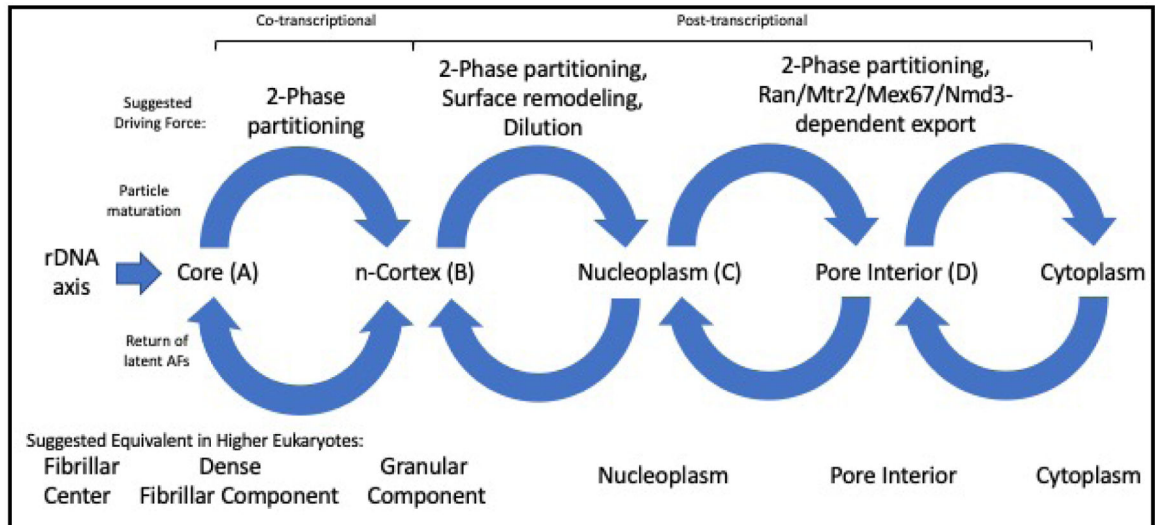 Co-transcriptional
Post-transcriptional
Suggested
Driving Force:
2-Phase
partitioning
2-Phase partitioning,
Surface remodeling,
Dilution
2-Phase partitioning,
Ran/Mtr2/Mex67/Nmd3-
dependent export
Particle
maturation
rDNA
axis
Core (A)
n-Cortex (B)
Nucleoplasm (C)
Pore Interior (D)
Cytoplasm
Return of
latent AFs
Suggested Equivalent in Higher Eukaryotes:
Fibrillar
Center
Dense
Fibrillar Component
Granular
Component
Nucleoplasm
Pore Interior
Cytoplasm